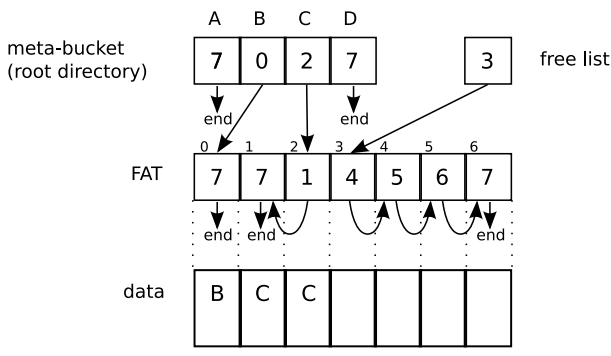 A B C D
meta-bucket (root directory) 7 0 2 7 3 free list
end end
0 1 2 3 4 5 6
FAT 7 7 1 4 5 6 7
end end end
data B C C